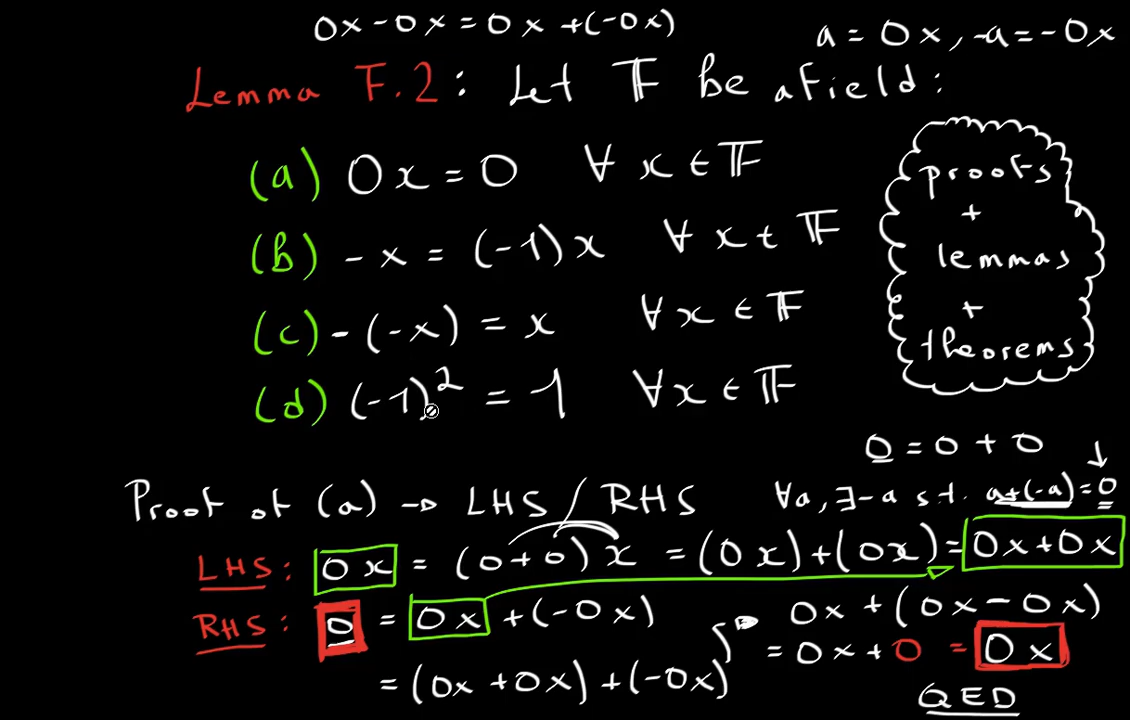 0x - 0x = 0x + (-0x)
a = 0x, -a = -0x
Lemma F.2: Let 𝔽 be a field:
(a) 0x = 0 ∀ x ∈ 𝔽
(b) -x = (-1)x ∀ x ∈ 𝔽
(c) -(-x) = x ∀ x ∈ 𝔽
(d) (-1)² = 1 ∀ x ∈ 𝔽
proofs
+
lemmas
+
theorems
0 = 0 + 0 ↓
Proof of (a) → LHS / RHS ∀a, ∃-a s.t. a+(-a) = 0
LHS: 0x = (0+0)x = (0x)+(0x) = 0x+0x
RHS: 0 = 0x + (-0x)
= (0x + 0x) + (-0x)
0x + (0x - 0x)
= 0x + 0 = 0x
QED